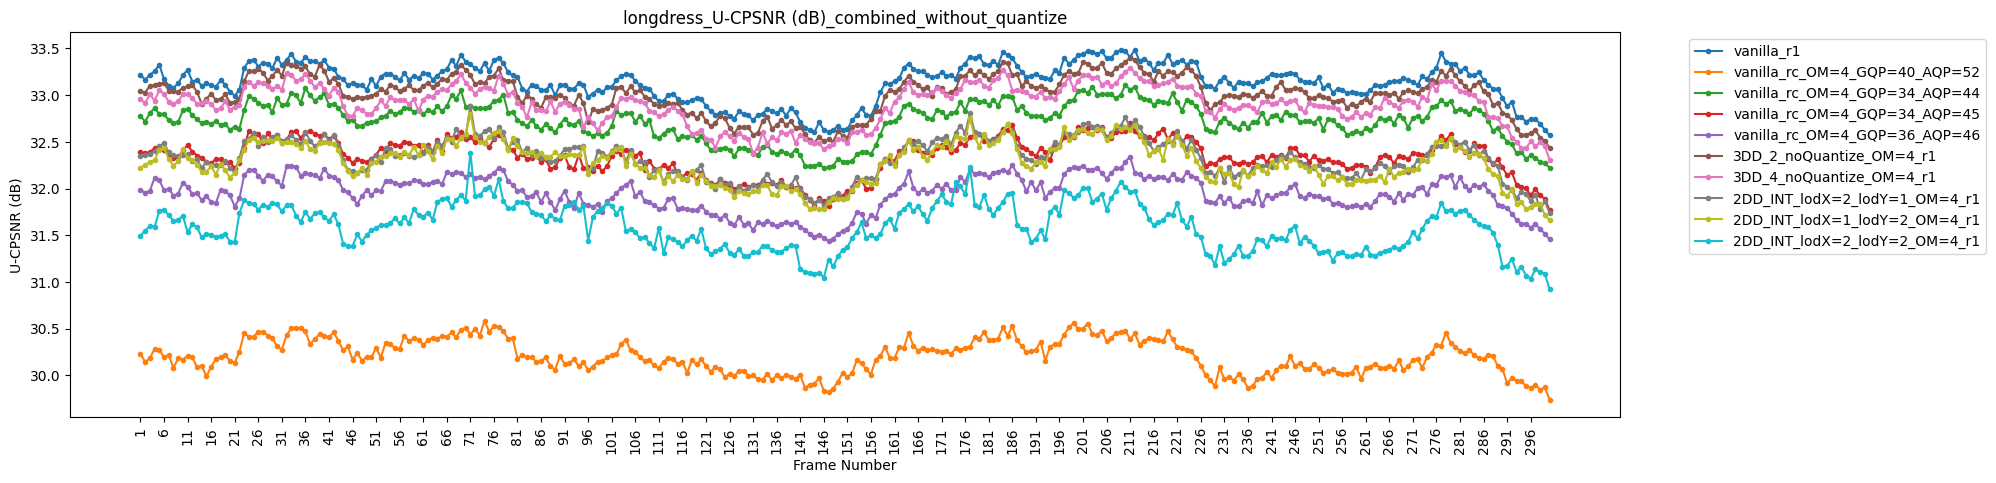 longdress_U-CPSNR (dB)_combined_without_quantize
U-CPSNR (dB)
33.5
33.0
32.5
32.0
31.5
31.0
30.5
30.0
1 6 11 16 21 26 31 36 41 46 51 56 61 66 71 76 81 86 91 96 101 106 111 116 121 126 131 136 141 146 151 156 161 166 171 176 181 186 191 196 201 206 211 216 221 226 231 236 241 246 251 256 261 266 271 276 281 286 291 296
Frame Number
vanilla_r1
vanilla_rc_OM=4_GQP=40_AQP=52
vanilla_rc_OM=4_GQP=34_AQP=44
vanilla_rc_OM=4_GQP=34_AQP=45
vanilla_rc_OM=4_GQP=36_AQP=46
3DD_2_noQuantize_OM=4_r1
3DD_4_noQuantize_OM=4_r1
2DD_INT_lodX=2_lodY=1_OM=4_r1
2DD_INT_lodX=1_lodY=2_OM=4_r1
2DD_INT_lodX=2_lodY=2_OM=4_r1